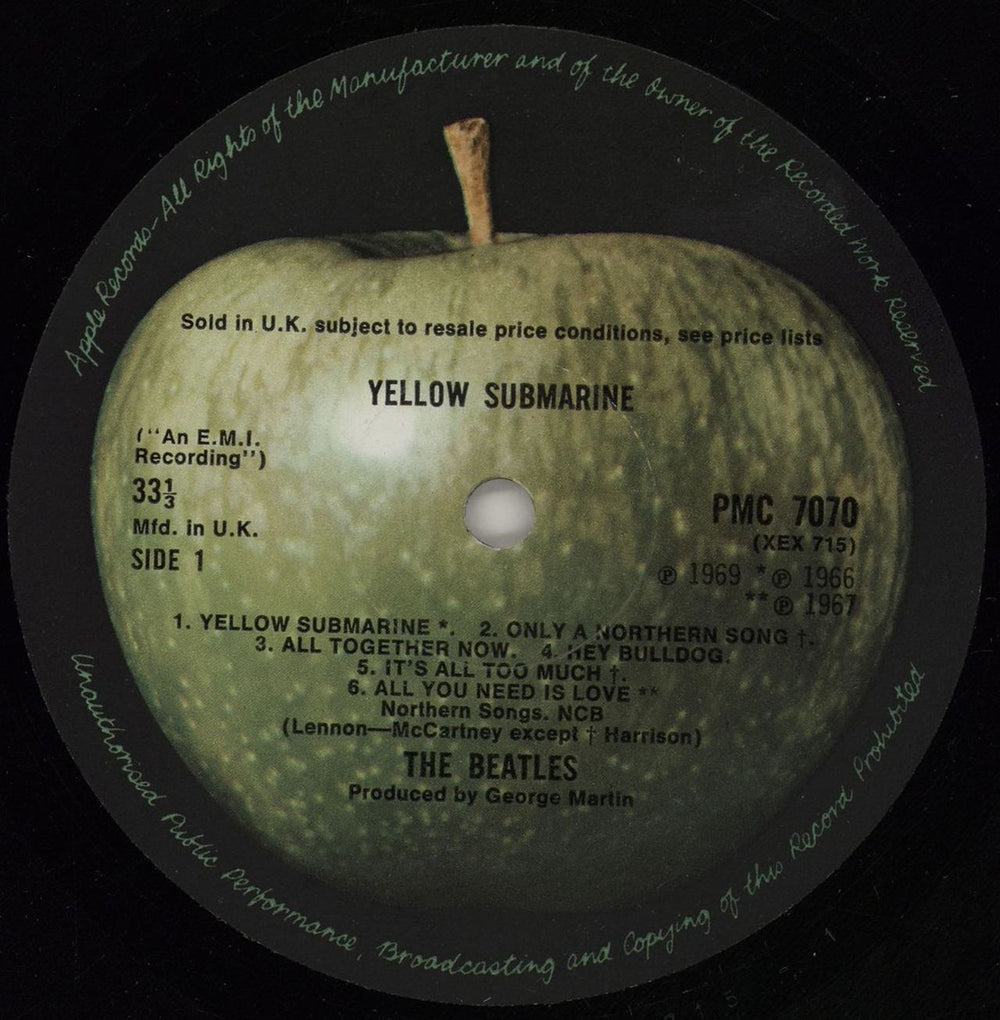 Apple Records-All Rights of the Manufacturer and of the Owner of the Recorded Work Reserved
Sold in U.K. subject to resale price conditions, see price lists
YELLOW SUBMARINE
(“An E.M.I.
Recording”)
33⅓
Mfd. in U.K.
SIDE 1
PMC 7070
(XEX 715)
℗ 1969 *℗ 1966
**℗ 1967
1. YELLOW SUBMARINE *. 2. ONLY A NORTHERN SONG †.
3. ALL TOGETHER NOW. 4. HEY BULLDOG.
5. IT'S ALL TOO MUCH †.
6. ALL YOU NEED IS LOVE **
Northern Songs. NCB
(Lennon—McCartney except † Harrison)
THE BEATLES
Produced by George Martin
Unauthorised Public Performance, Broadcasting and Copying of this Record Prohibited